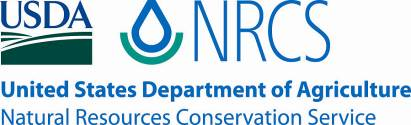 USDA NRCS
United States Department of Agriculture
Natural Resources Conservation Service